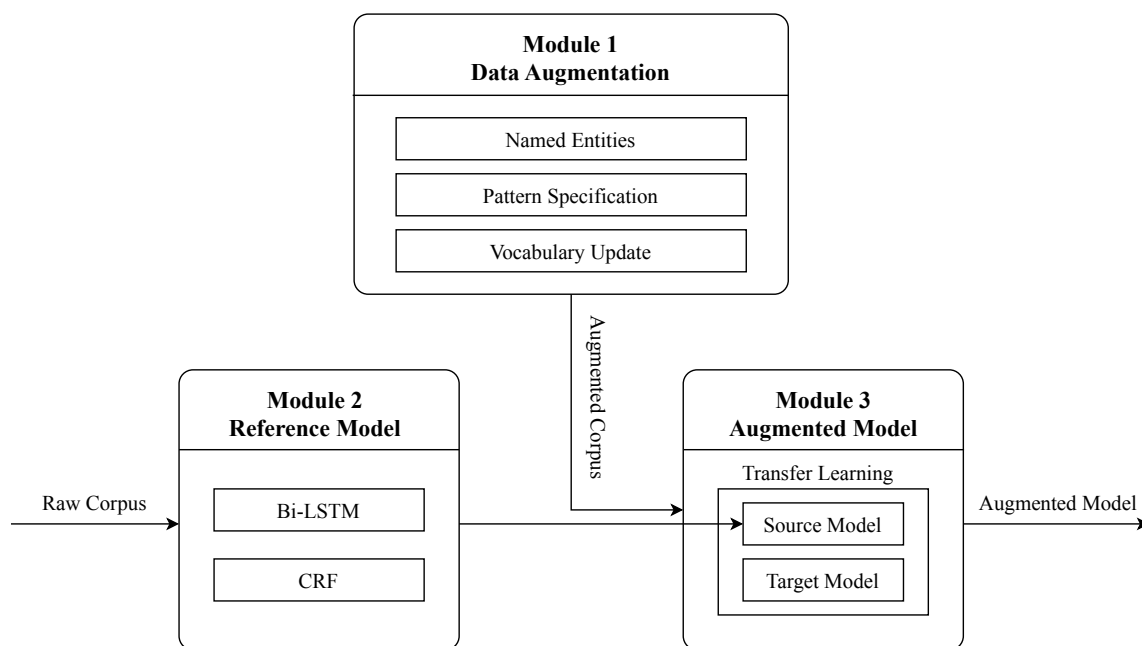 Module 1
Data Augmentation
Named Entities
Pattern Specification
Vocabulary Update
Augmented Corpus
Module 2
Reference Model
Raw Corpus
Bi-LSTM
CRF
Module 3
Augmented Model
Transfer Learning
Source Model
Target Model
Augmented Model